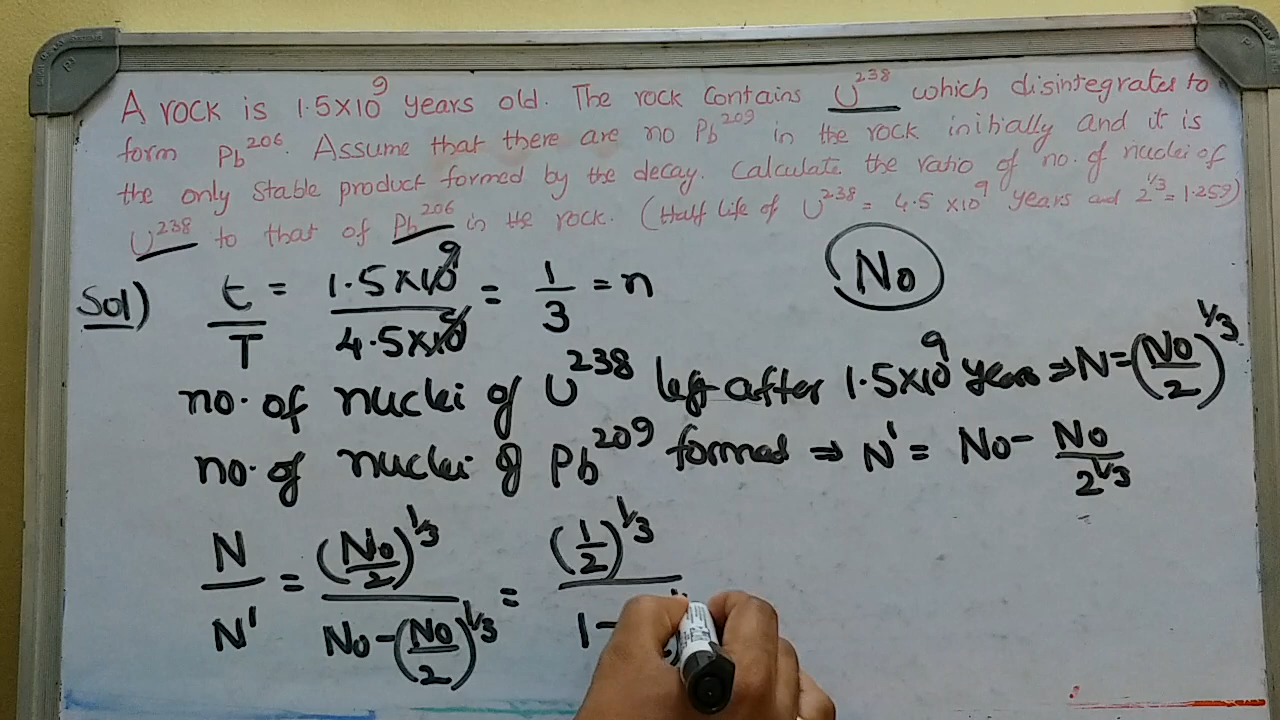 A rock is 1.5×10⁹ years old. The rock contains U²³⁸ which disintegrates to
form Pb²⁰⁶. Assume that there are no Pb²⁰⁹ in the rock initially and it is
the only stable product formed by the decay. Calculate the ratio of no. of nuclei of
U²³⁸ to that of Pb²⁰⁶ in the rock. (Half life of U²³⁸ = 4.5 ×10⁹ years and 2^1/3 = 1.259)
Sol) t/T = 1.5×10⁹/4.5×10⁹ = 1/3 = n
No
no. of nuclei of U²³⁸ left after 1.5×10⁹ years ⇒ N = (No/2)^1/3
no. of nuclei of Pb²⁰⁹ formed ⇒ N' = No - No/2^1/3
N/N' = (No/2)^1/3/No-(No/2)^1/3 = (1/2)^1/3/1-